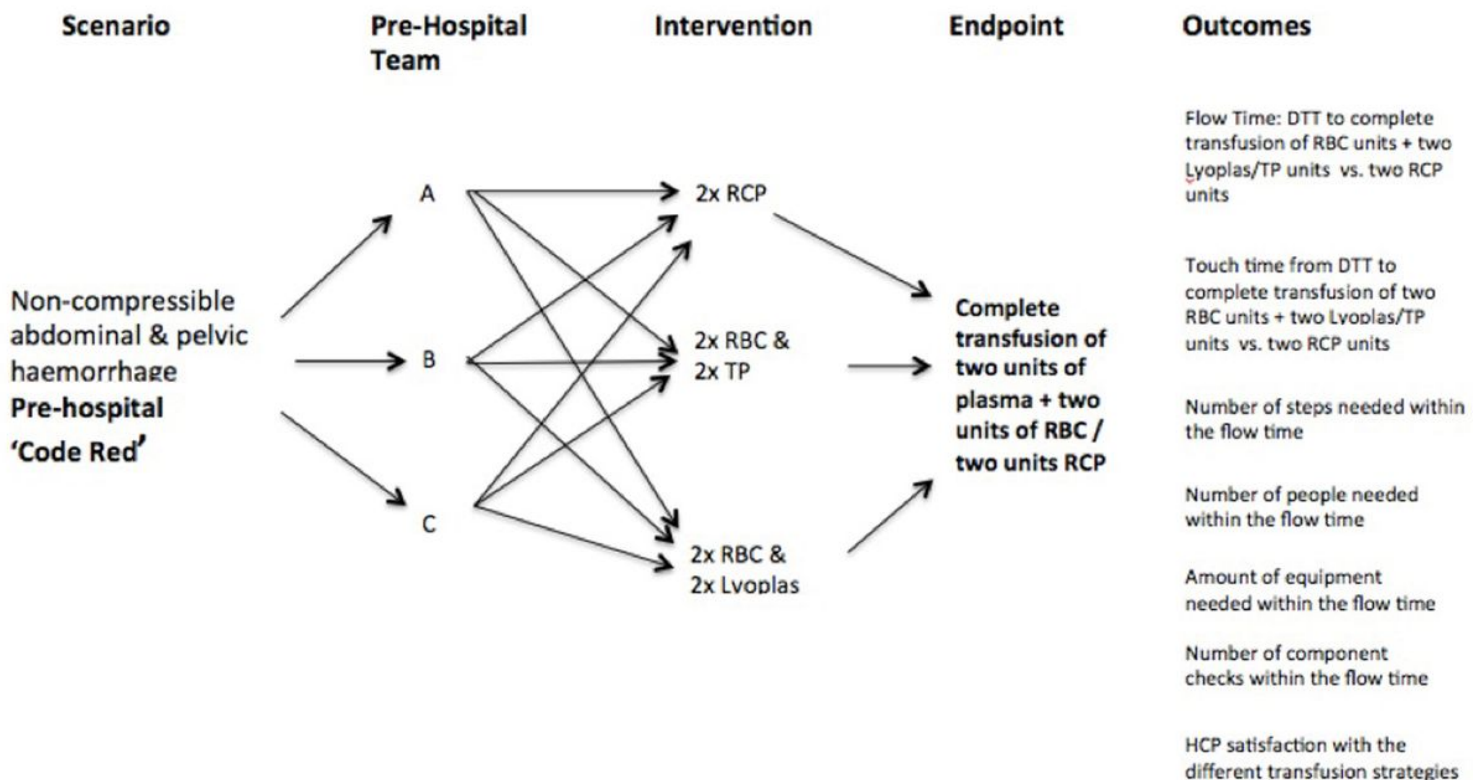 Scenario
Pre-Hospital
Team
Intervention
Endpoint
Outcomes
Non-compressible
abdominal & pelvic
haemorrhage
Pre-hospital
‘Code Red’
A
B
C
2x RCP
2x RBC &
2x TP
2x RBC &
2x Lyoplas
Complete
transfusion of
two units of
plasma + two
units of RBC /
two units RCP
Flow Time: DTT to complete
transfusion of RBC units + two
Lyoplas/TP units vs. two RCP
units
Touch time from DTT to
complete transfusion of two
RBC units + two Lyoplas/TP
units vs. two RCP units
Number of steps needed within
the flow time
Number of people needed
within the flow time
Amount of equipment
needed within the flow time
Number of component
checks within the flow time
HCP satisfaction with the
different transfusion strategies